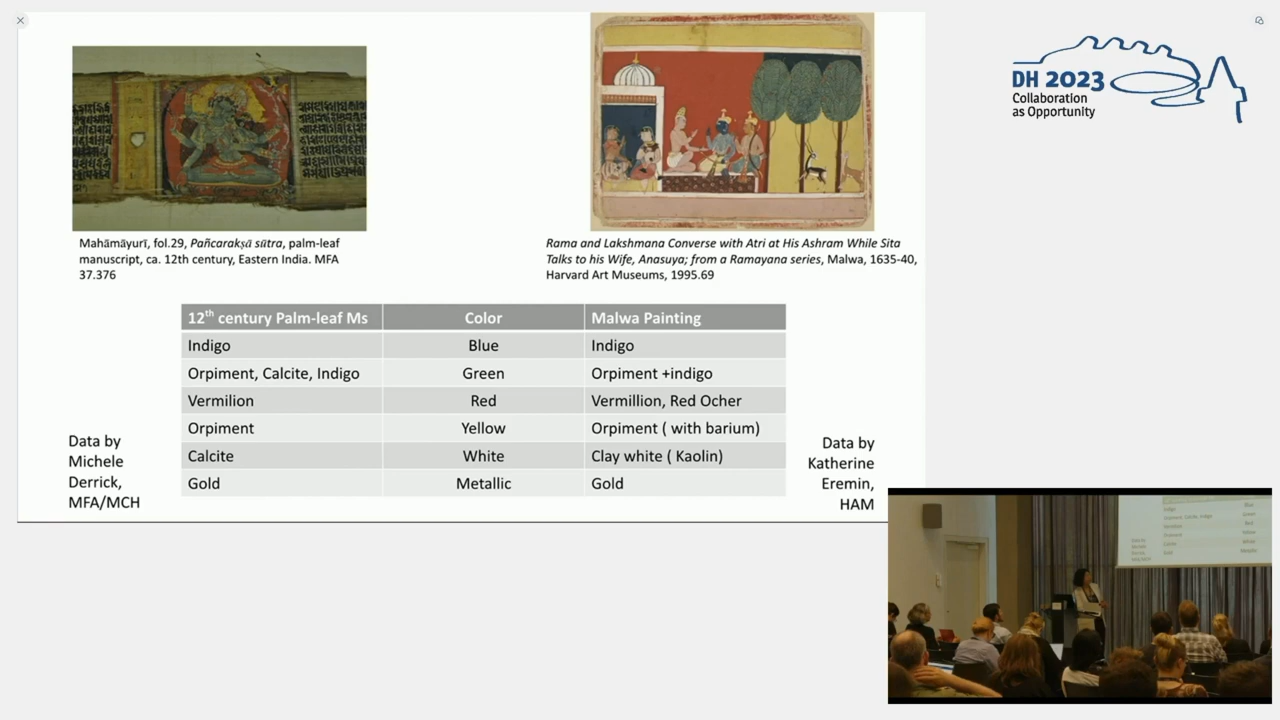 DH 2023
Collaboration
as Opportunity
Mahāmāyurī, fol.29, Pañcarakṣā sūtra, palm-leaf
manuscript, ca. 12th century, Eastern India. MFA
37.376
Rama and Lakshmana Converse with Atri at His Ashram While Sita
Talks to his Wife, Anasuya; from a Ramayana series, Malwa, 1635-40,
Harvard Art Museums, 1995.69
12th century Palm-leaf Ms Color Malwa Painting
Indigo Blue Indigo
Orpiment, Calcite, Indigo Green Orpiment +indigo
Vermilion Red Vermillion, Red Ocher
Orpiment Yellow Orpiment ( with barium)
Calcite White Clay white ( Kaolin)
Gold Metallic Gold
Data by
Michele
Derrick,
MFA/MCH
Data by
Katherine
Eremin,
HAM